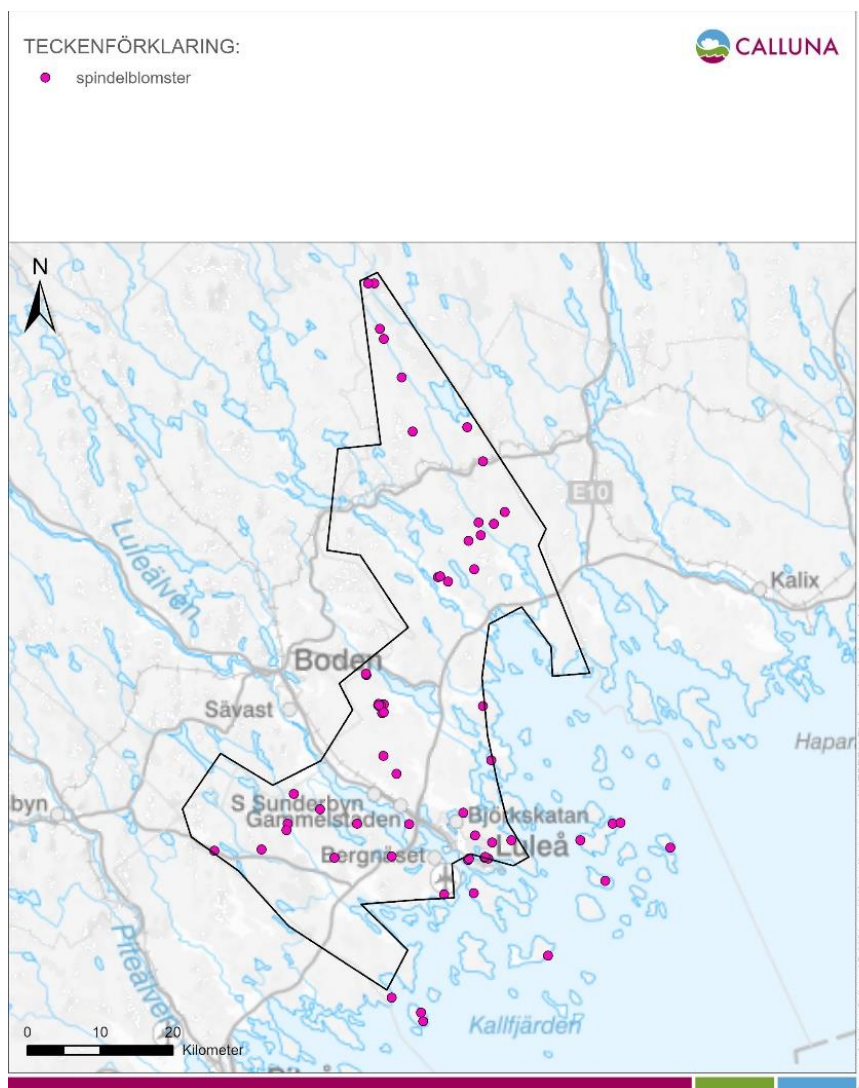 TECKENFÖRKLARING:
CALLUNA
spindelblomster
N
E10
Luleälven
Kalix
Boden
Sävast
Hapar
byn
S Sunderbyn
Gammelstaden
Björkskatan
Luleå
Bergnäset
Piteälven
Kallfjärden
0 10 20
Kilometer